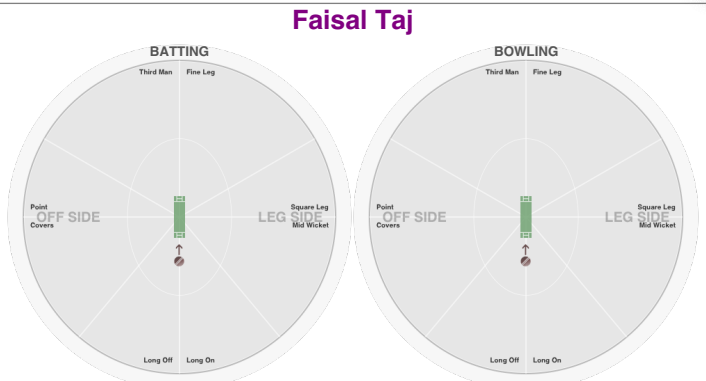 Faisal Taj
BATTING
Third Man Fine Leg
Point
OFF SIDE
Covers
Square Leg
LEG SIDE
Mid Wicket
Long Off Long On
BOWLING
Third Man Fine Leg
Point
OFF SIDE
Covers
Square Leg
LEG SIDE
Mid Wicket
Long Off Long On